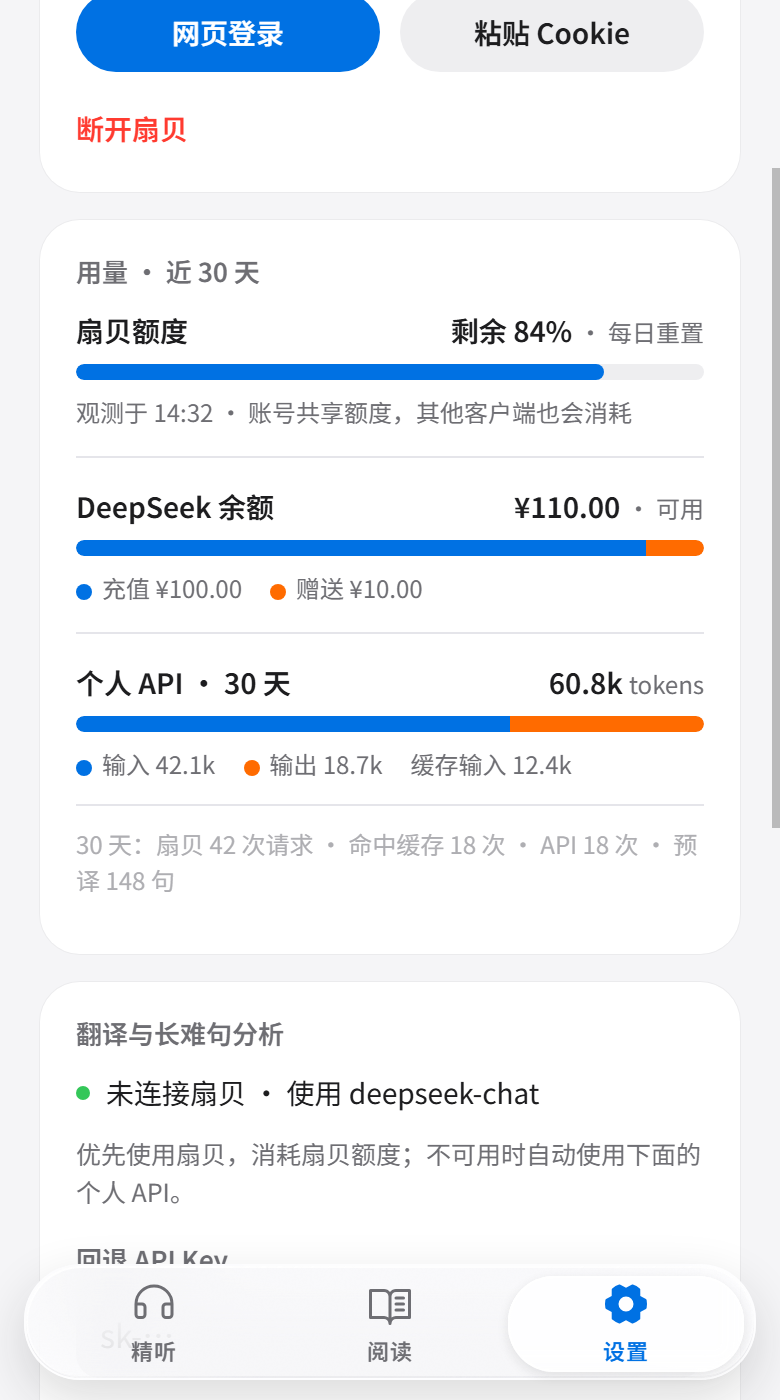 网页登录 粘贴 Cookie
断开扇贝
用量 · 近 30 天
扇贝额度 剩余 84% · 每日重置
观测于 14:32 · 账号共享额度，其他客户端也会消耗
DeepSeek 余额 ¥110.00 · 可用
充值 ¥100.00 赠送 ¥10.00
个人 API · 30 天 60.8k tokens
输入 42.1k 输出 18.7k 缓存输入 12.4k
30 天：扇贝 42 次请求 · 命中缓存 18 次 · API 18 次 · 预
译 148 句
翻译与长难句分析
未连接扇贝 · 使用 deepseek-chat
优先使用扇贝，消耗扇贝额度；不可用时自动使用下面的
个人 API。
回退 API Key
sk-…
精听 阅读 设置